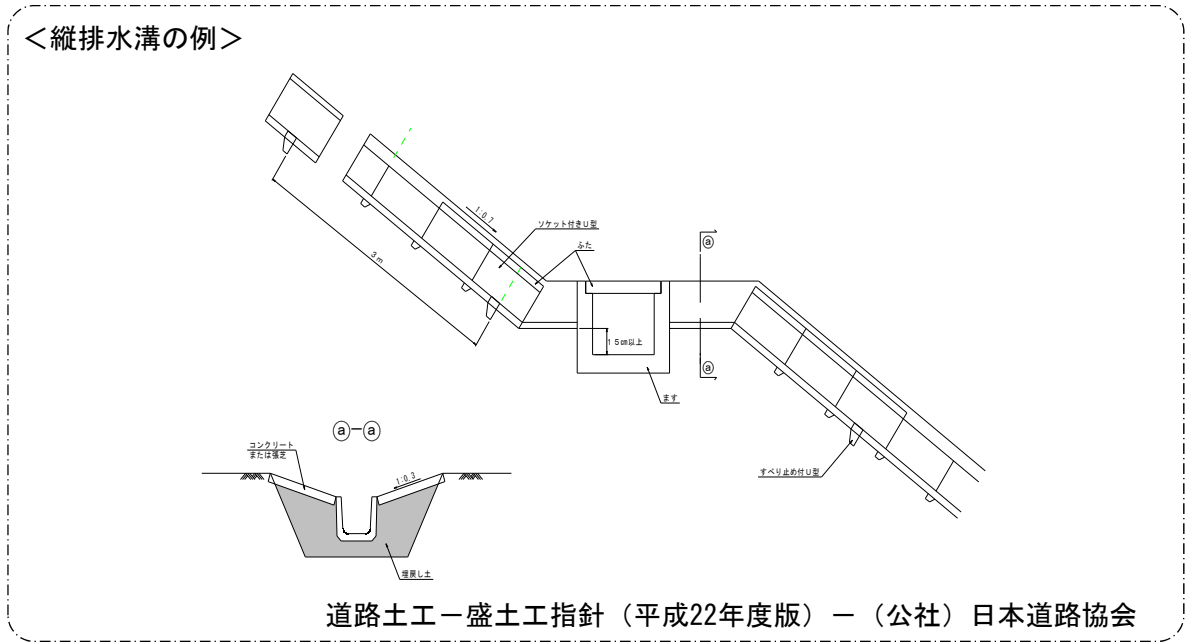 ＜縦排水溝の例＞
1:0.7
ソケット付きU型
ふた
3m
ⓐ
15cm以上
ⓐ
ます
ⓐーⓐ
コンクリート
または張芝
1:0.3
すべり止め付U型
埋戻し土
道路土工－盛土工指針（平成22年度版）－（公社）日本道路協会